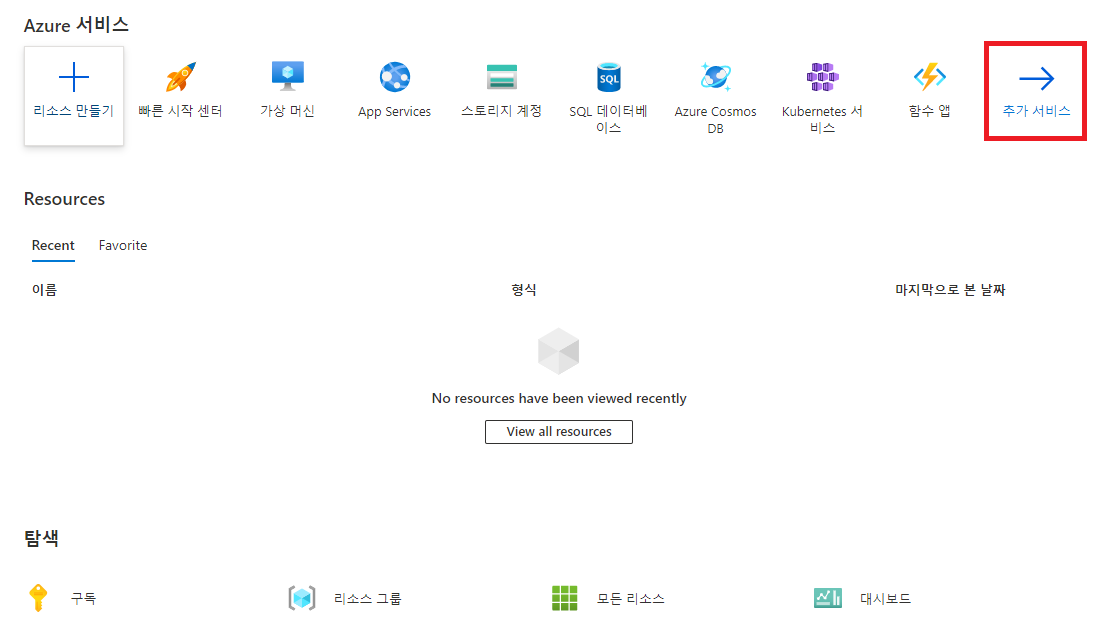 Azure 서비스
리소스 만들기
빠른 시작 센터
가상 머신
App Services
스토리지 계정
SQL
SQL 데이터베
이스
Azure Cosmos
DB
Kubernetes 서
비스
함수 앱
추가 서비스
Resources
Recent
Favorite
이름
형식
마지막으로 본 날짜
No resources have been viewed recently
View all resources
탐색
구독
리소스 그룹
모든 리소스
대시보드